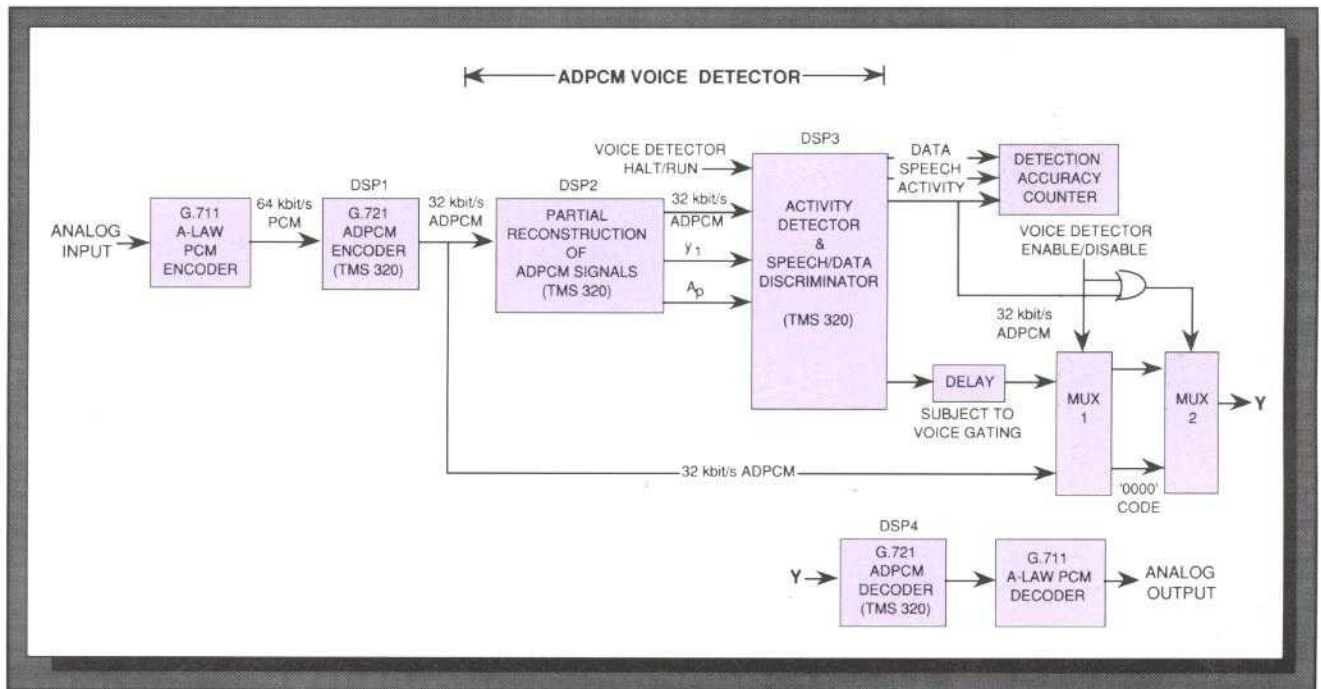 ADPCM VOICE DETECTOR
VOICE DETECTOR
HALT/RUN
DSP3
DATA
SPEECH
ACTIVITY
DETECTION
ACCURACY
COUNTER
ANALOG
INPUT
G.711
A-LAW
PCM
ENCODER
64 kbit/s
PCM
DSP1
G.721
ADPCM
ENCODER
(TMS 320)
32 kbit/s
ADPCM
DSP2
PARTIAL
RECONSTRUCTION
OF
ADPCM SIGNALS
(TMS 320)
32 kbit/s
ADPCM
y1
Ap
ACTIVITY
DETECTOR
&
SPEECH/DATA
DISCRIMINATOR
(TMS 320)
VOICE DETECTOR
ENABLE/DISABLE
32 kbit/s
ADPCM
DELAY
SUBJECT TO
VOICE GATING
MUX
1
MUX
2
Y
32 kbit/s ADPCM
'0000'
CODE
DSP4
Y
G.721
ADPCM
DECODER
(TMS 320)
G.711
A-LAW PCM
DECODER
ANALOG
OUTPUT